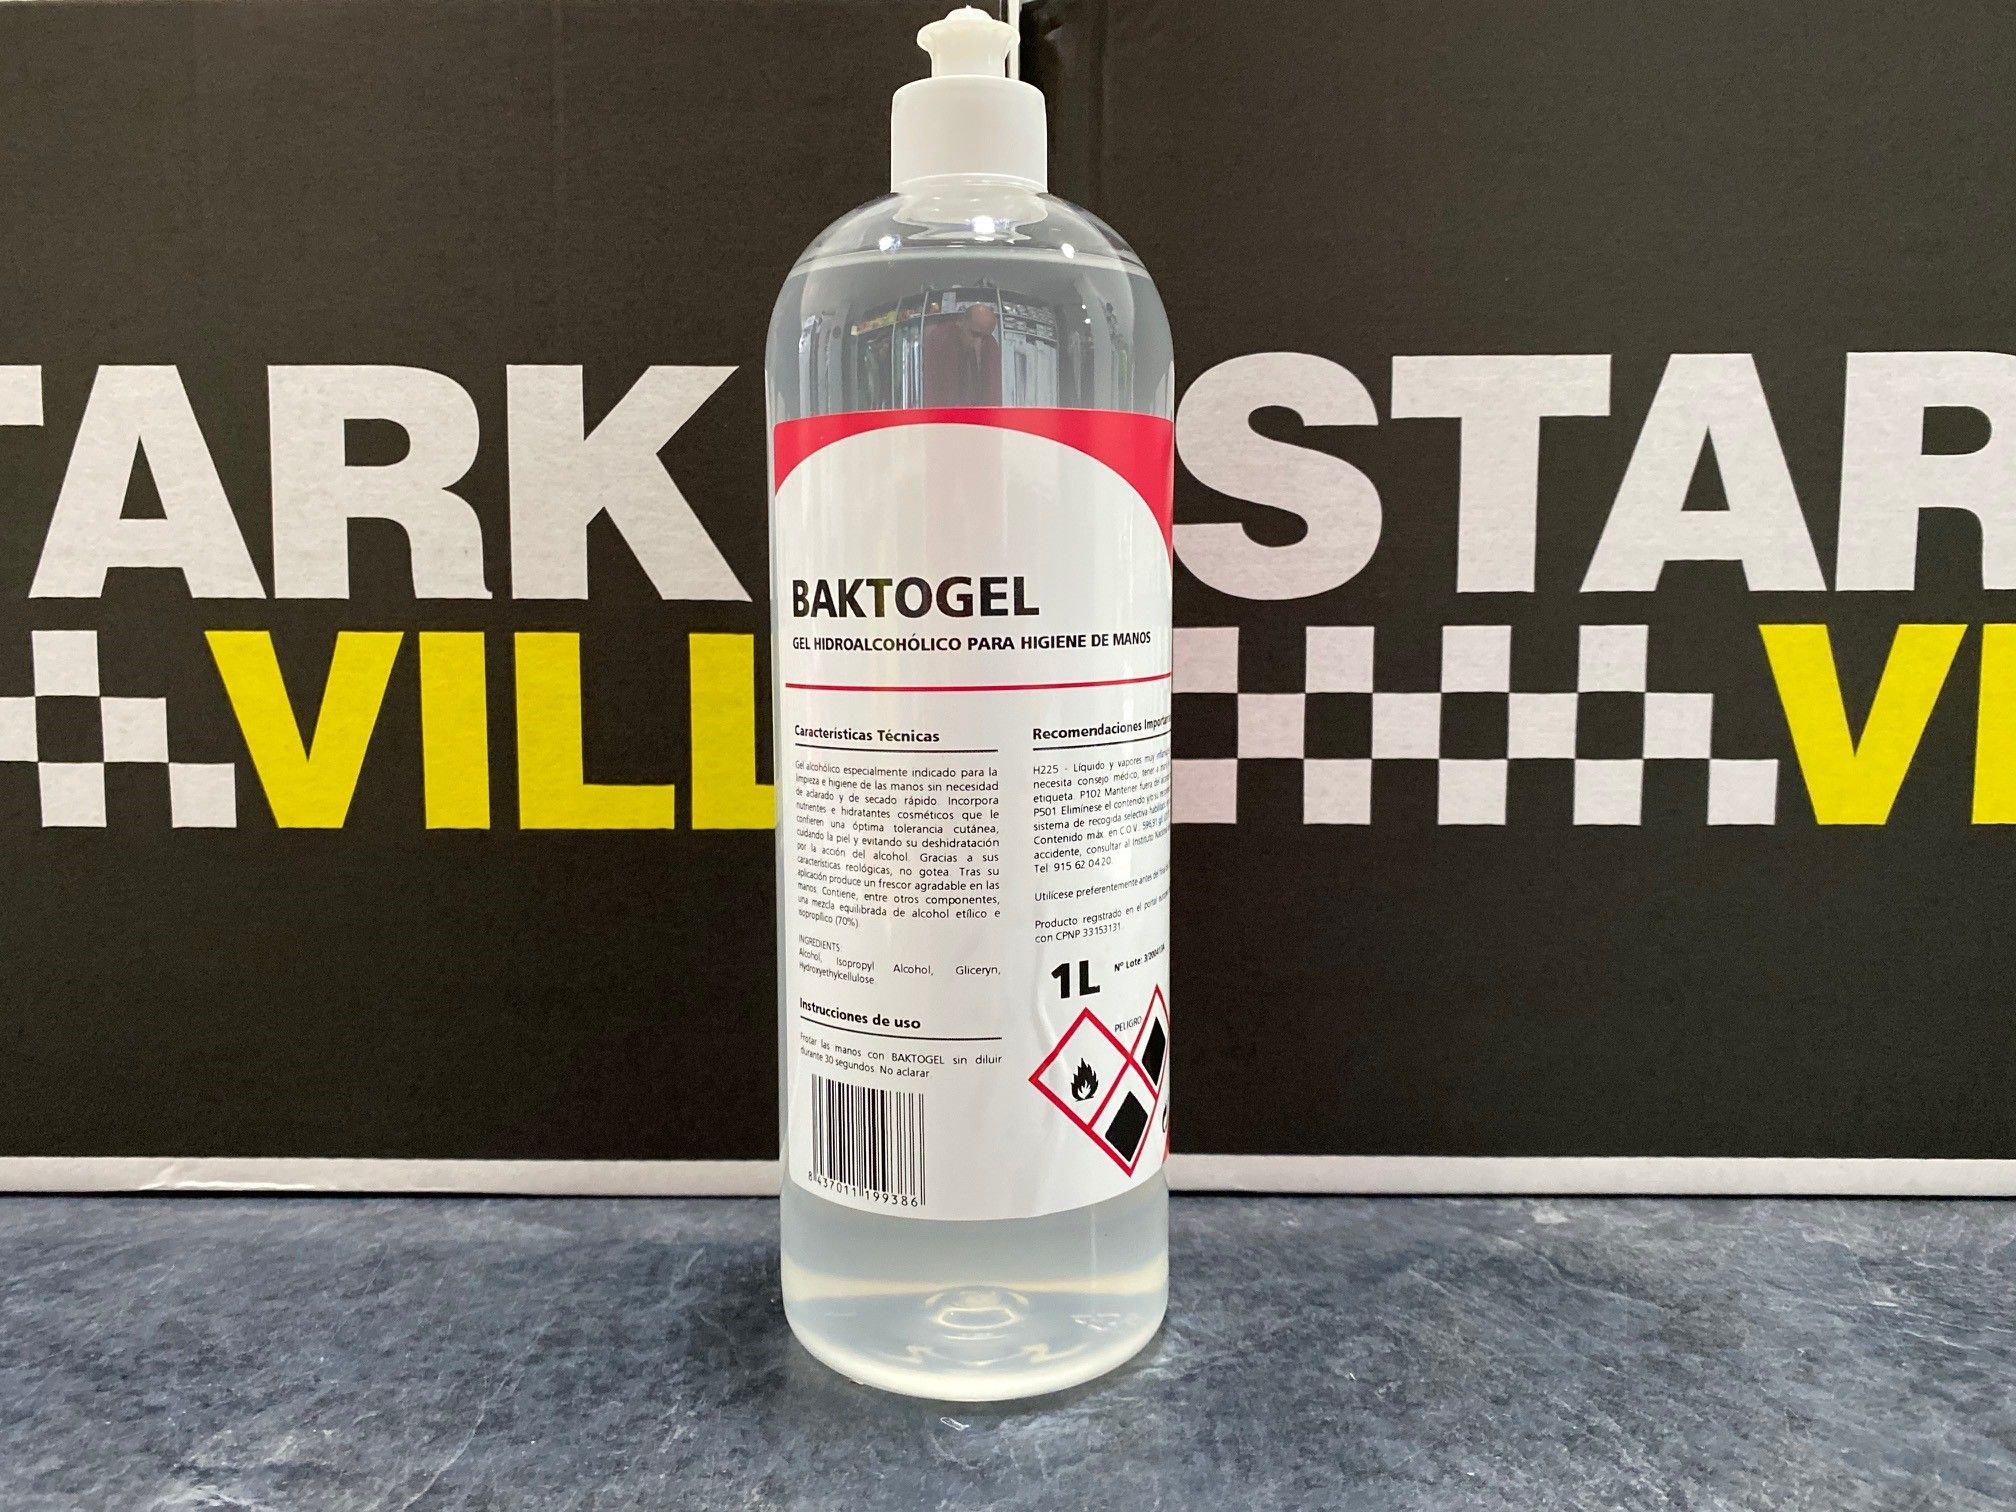 TARK
VILL
STAR
VI
BAKTOGEL
GEL HIDROALCOHÓLICO PARA HIGIENE DE MANOS
Características Técnicas
Gel alcohólico especialmente indicado para la
limpieza e higiene de las manos sin necesidad
de aclarado y de secado rápido. Incorpora
nutrientes e hidratantes cosméticos que le
confieren una óptima tolerancia cutánea,
cuidando la piel y evitando su deshidratación
por la acción del alcohol. Gracias a sus
características reológicas, no gotea. Tras su
aplicación produce un frescor agradable en las
manos. Contiene, entre otros componentes,
una mezcla equilibrada de alcohol etílico e
isopropílico (70%).
INGREDIENTS:
Alcohol, Isopropyl Alcohol, Gliceryn,
Hydroxyethylcellulose.
Instrucciones de uso
Frotar las manos con BAKTOGEL sin diluir
durante 30 segundos. No aclarar.
8 437011 199386
Recomendaciones
H225 - Líquido y vapores muy
necesita consejo médico, tener a
etiqueta. P102 Mantener fuera del
P501 Elimínese el contenido y/o su
sistema de recogida selectiva
Contenido máx. en C.O.V.:
accidente, consultar al Instituto
Tel: 915 62 04 20.
Utilícese preferentemente antes del
Producto registrado en el portal
con CPNP 33153131.
1L
Nº Lote:
PELIGRO